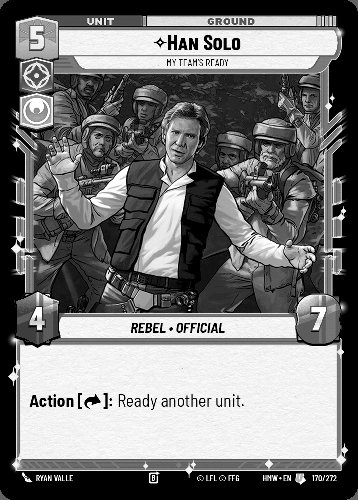 UNIT
GROUND
5
✧HAN SOLO
MY TEAM'S READY
4
7
REBEL • OFFICIAL
Action [↷]: Ready another unit.
RYAN VALLE
© LFL © FFG
HMW • EN
170/272